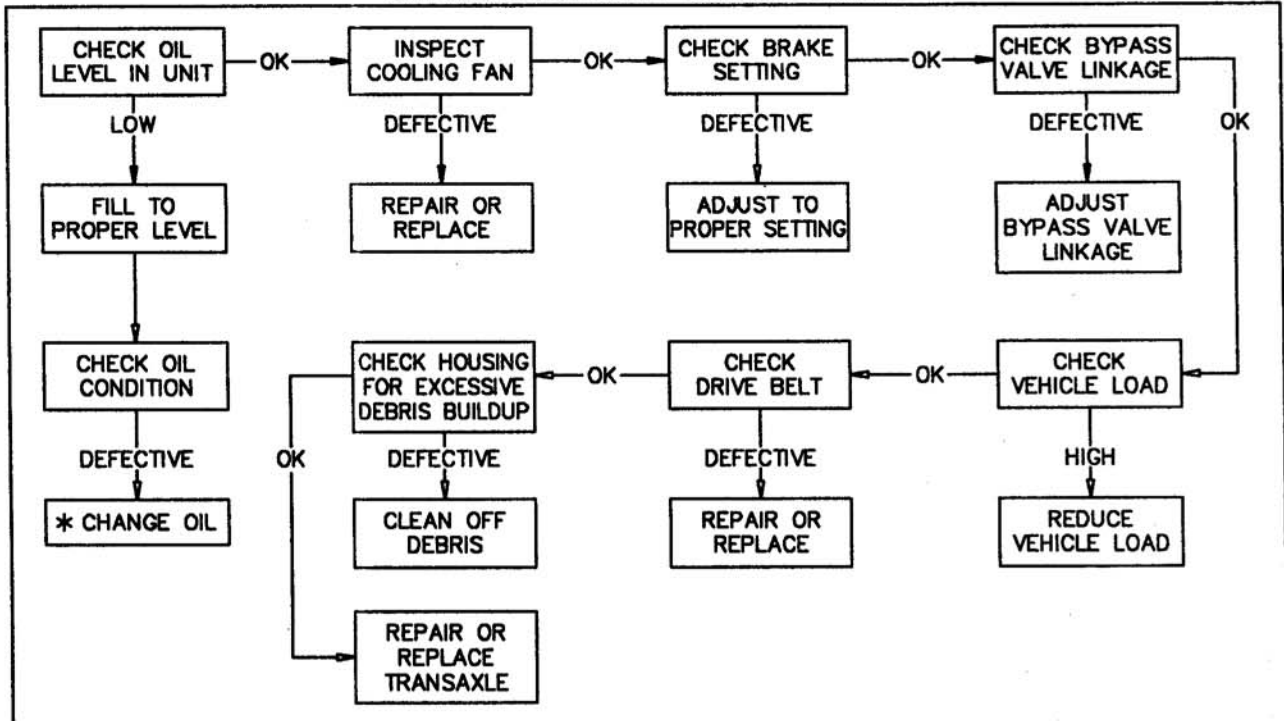 CHECK OIL
LEVEL IN UNIT
OK
INSPECT
COOLING FAN
OK
CHECK BRAKE
SETTING
OK
CHECK BYPASS
VALVE LINKAGE
OK
LOW
DEFECTIVE
DEFECTIVE
DEFECTIVE
FILL TO
PROPER LEVEL
REPAIR OR
REPLACE
ADJUST TO
PROPER SETTING
ADJUST
BYPASS VALVE
LINKAGE
CHECK OIL
CONDITION
CHECK HOUSING
FOR EXCESSIVE
DEBRIS BUILDUP
OK
CHECK
DRIVE BELT
OK
CHECK
VEHICLE LOAD
DEFECTIVE
OK
DEFECTIVE
DEFECTIVE
HIGH
* CHANGE OIL
CLEAN OFF
DEBRIS
REPAIR OR
REPLACE
REDUCE
VEHICLE LOAD
REPAIR OR
REPLACE
TRANSAXLE